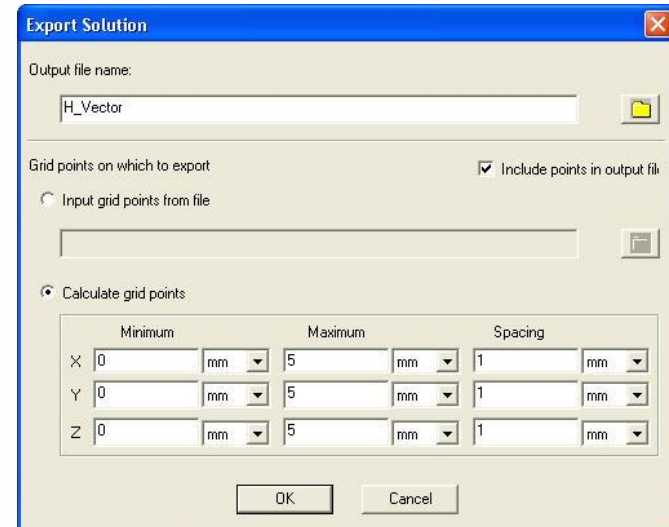 Export Solution
Output file name:
H_Vector
Grid points on which to export
Include points in output fil
Input grid points from file
Calculate grid points
Minimum Maximum Spacing
X 0 mm 5 mm 1 mm
Y 0 mm 5 mm 1 mm
Z 0 mm 5 mm 1 mm
OK Cancel